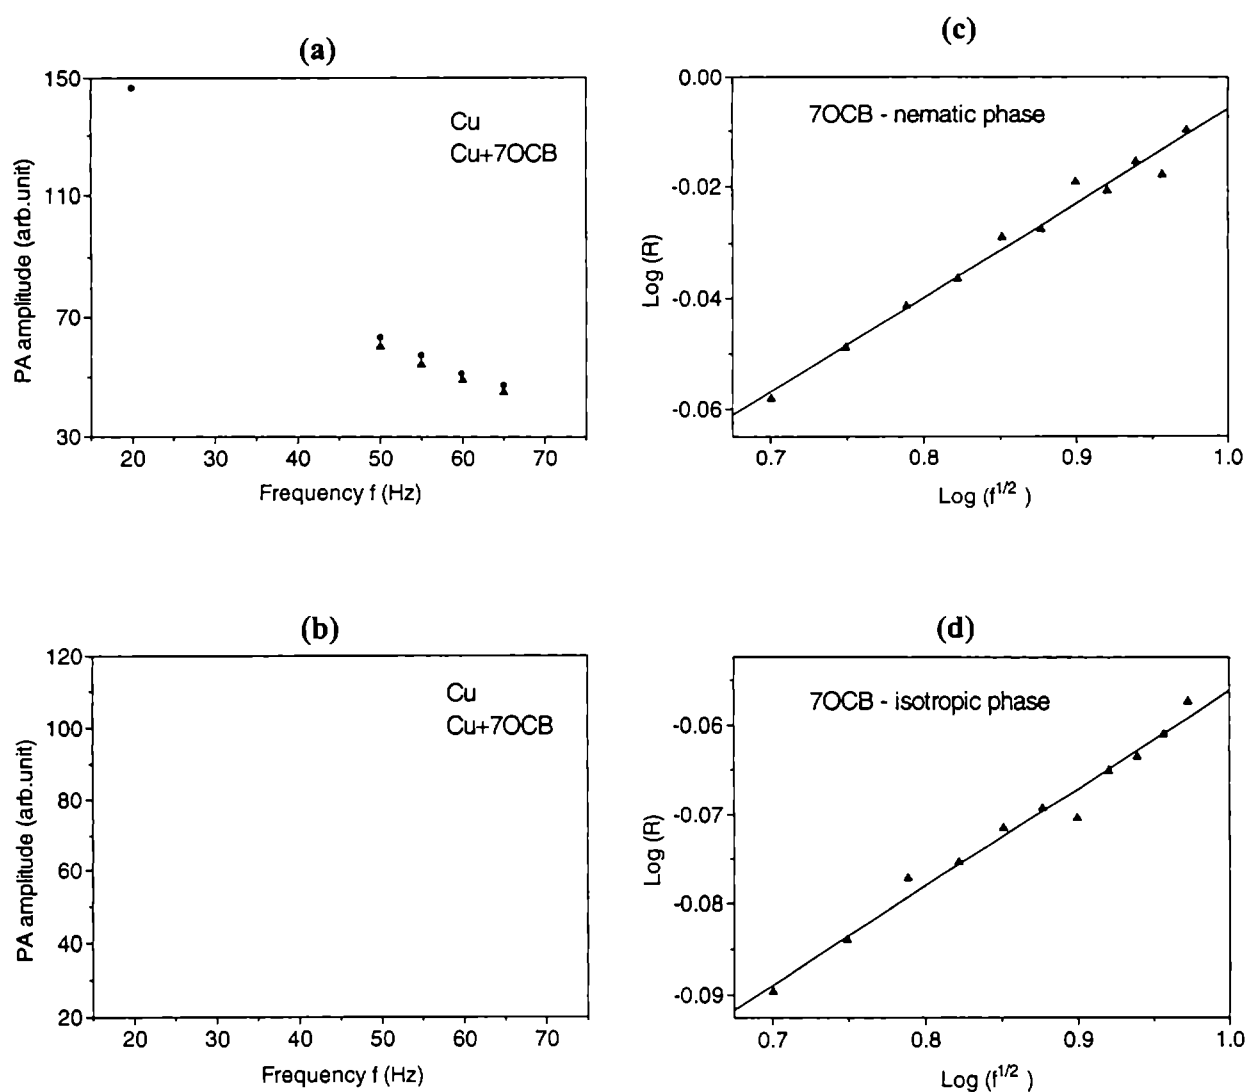 (a)
150
110
70
30
PA amplitude (arb.unit)
Cu
Cu+7OCB
20 30 40 50 60 70
Frequency f (Hz)
(c)
0.00
-0.02
-0.04
-0.06
Log (R)
7OCB - nematic phase
0.7 0.8 0.9 1.0
Log (f^{1/2} )
(b)
120
100
80
60
40
20
PA amplitude (arb.unit)
Cu
Cu+7OCB
20 30 40 50 60 70
Frequency f (Hz)
(d)
-0.06
-0.07
-0.08
-0.09
Log (R)
7OCB - isotropic phase
0.7 0.8 0.9 1.0
Log (f^{1/2} )